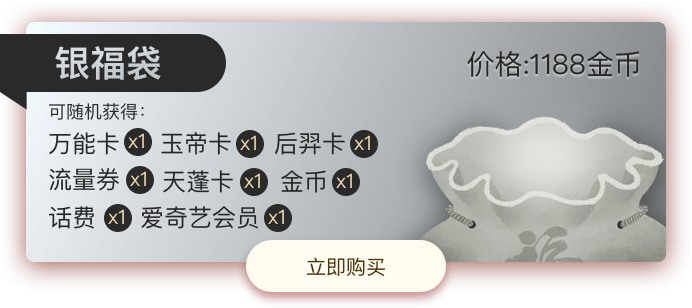 银福袋
价格:1188金币
可随机获得:
万能卡 x1 玉帝卡 x1 后羿卡 x1
流量券 x1 天蓬卡 x1 金币 x1
话费 x1 爱奇艺会员 x1
立即购买